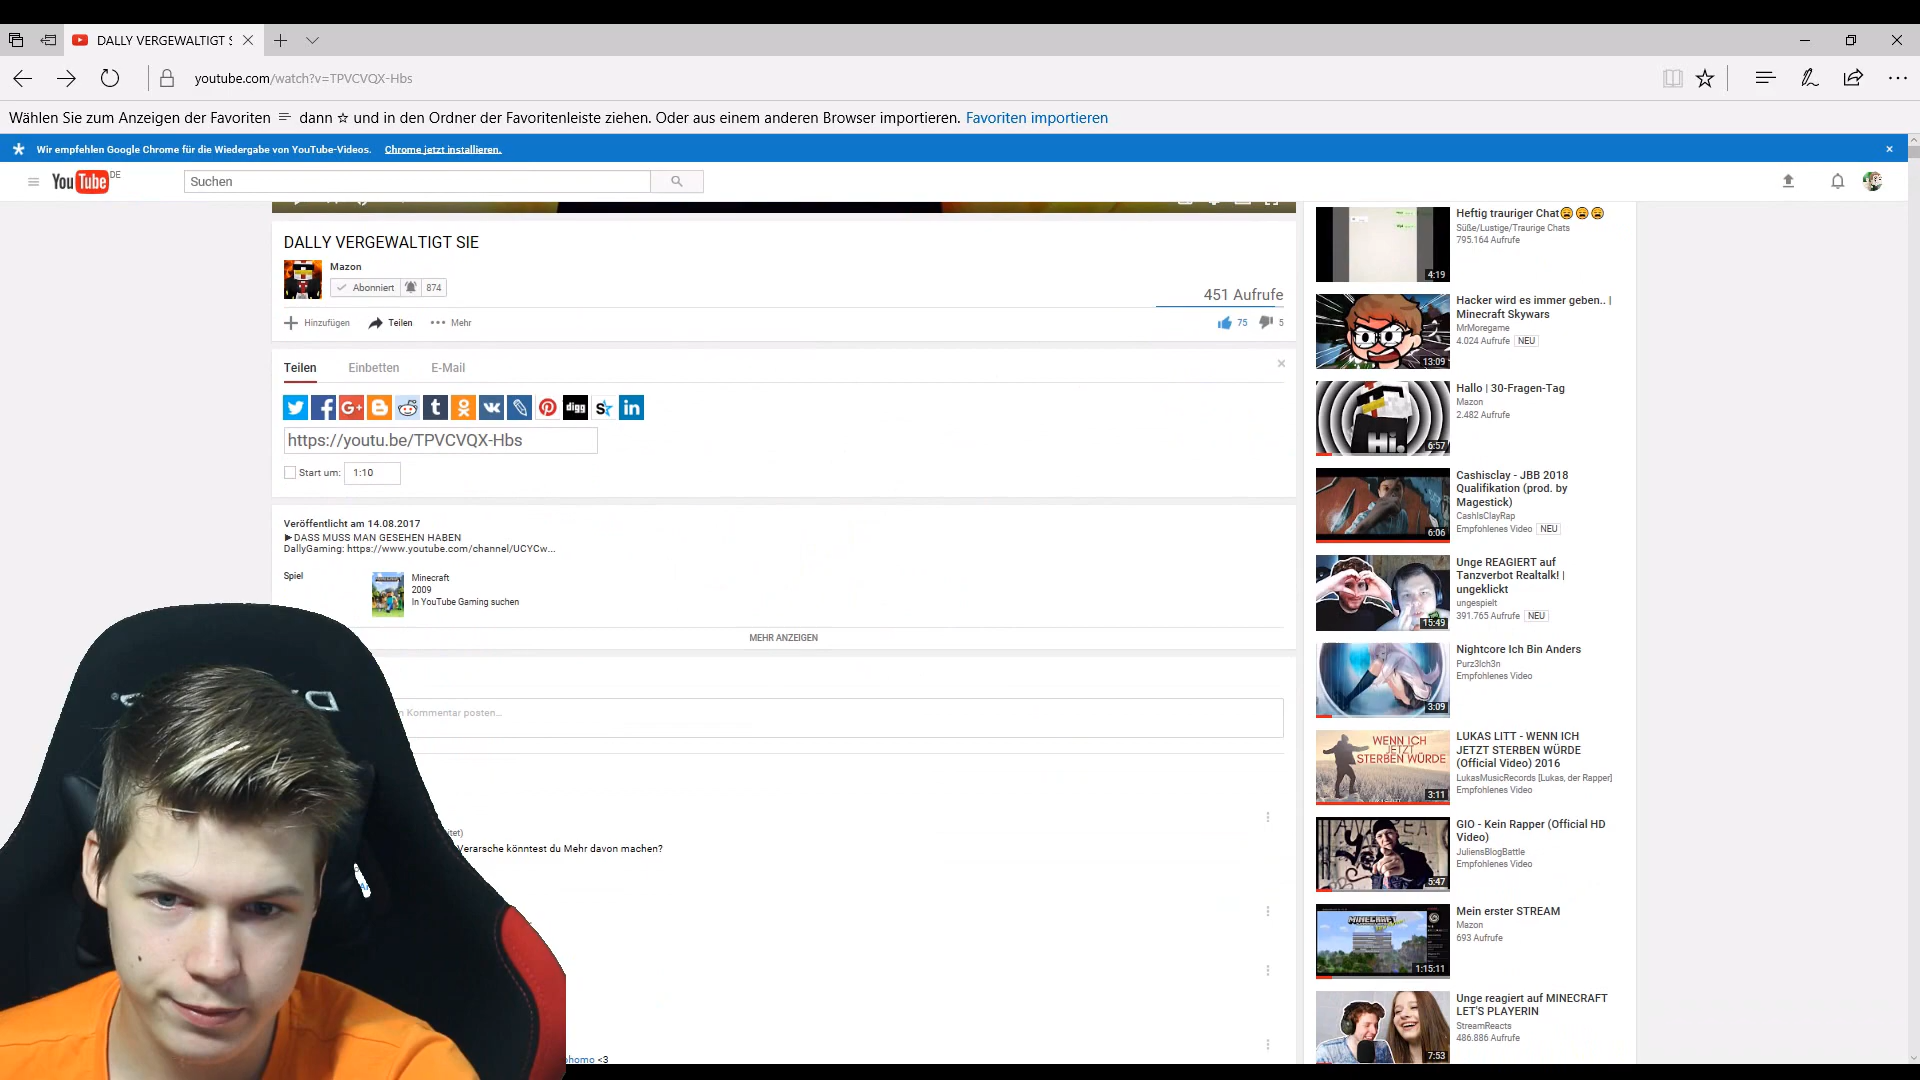 DALLY VERGEWALTIGT S
youtube.com/watch?v=TPVCVQX-Hbs
Wählen Sie zum Anzeigen der Favoriten dann ☆ und in den Ordner der Favoritenleiste ziehen. Oder aus einem anderen Browser importieren. Favoriten importieren
Wir empfehlen Google Chrome für die Wiedergabe von YouTube-Videos. Chrome jetzt installieren.
YouTube DE
Suchen
DALLY VERGEWALTIGT SIE
Mazon
Abonniert 874
451 Aufrufe
Hinzufügen Teilen Mehr
75 5
Teilen Einbetten E-Mail
digg
https://youtu.be/TPVCVQX-Hbs
Start um: 1:10
Veröffentlicht am 14.08.2017
►DASS MUSS MAN GESEHEN HABEN
DallyGaming: https://www.youtube.com/channel/UCYCw...
Spiel
Minecraft
2009
In YouTube Gaming suchen
MEHR ANZEIGEN
Kommentar posten...
Verarsche könntest du Mehr davon machen?
<3
Heftig trauriger Chat😩😩😩
Süße/Lustige/Traurige Chats
795.164 Aufrufe
4:19
Hacker wird es immer geben.. |
Minecraft Skywars
MrMoregame
4.024 Aufrufe NEU
13:09
Hallo | 30-Fragen-Tag
Mazon
2.482 Aufrufe
Hi.
6:57
Cashisclay - JBB 2018
Qualifikation (prod. by
Magestick)
CashIsClayRap
Empfohlenes Video NEU
6:06
Unge REAGIERT auf
Tanzverbot Realtalk! |
ungeklickt
ungespielt
391.765 Aufrufe NEU
15:49
Nightcore Ich Bin Anders
Purz3lch3n
Empfohlenes Video
3:09
LUKAS LITT - WENN ICH
JETZT STERBEN WÜRDE
(Official Video) 2016
LukasMusicRecords [Lukas, der Rapper]
Empfohlenes Video
WENN ICH
JETZT
STERBEN WÜRDE
3:11
GIO - Kein Rapper (Official HD
Video)
JuliensBlogBattle
Empfohlenes Video
5:47
Mein erster STREAM
Mazon
693 Aufrufe
MINECRAFT
1:15:11
Unge reagiert auf MINECRAFT
LET'S PLAYERIN
StreamReacts
486.886 Aufrufe
7:53